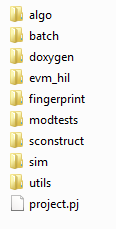 algo
batch
doxygen
evm_hil
fingerprint
modtests
sconstruct
sim
utils
project.pj